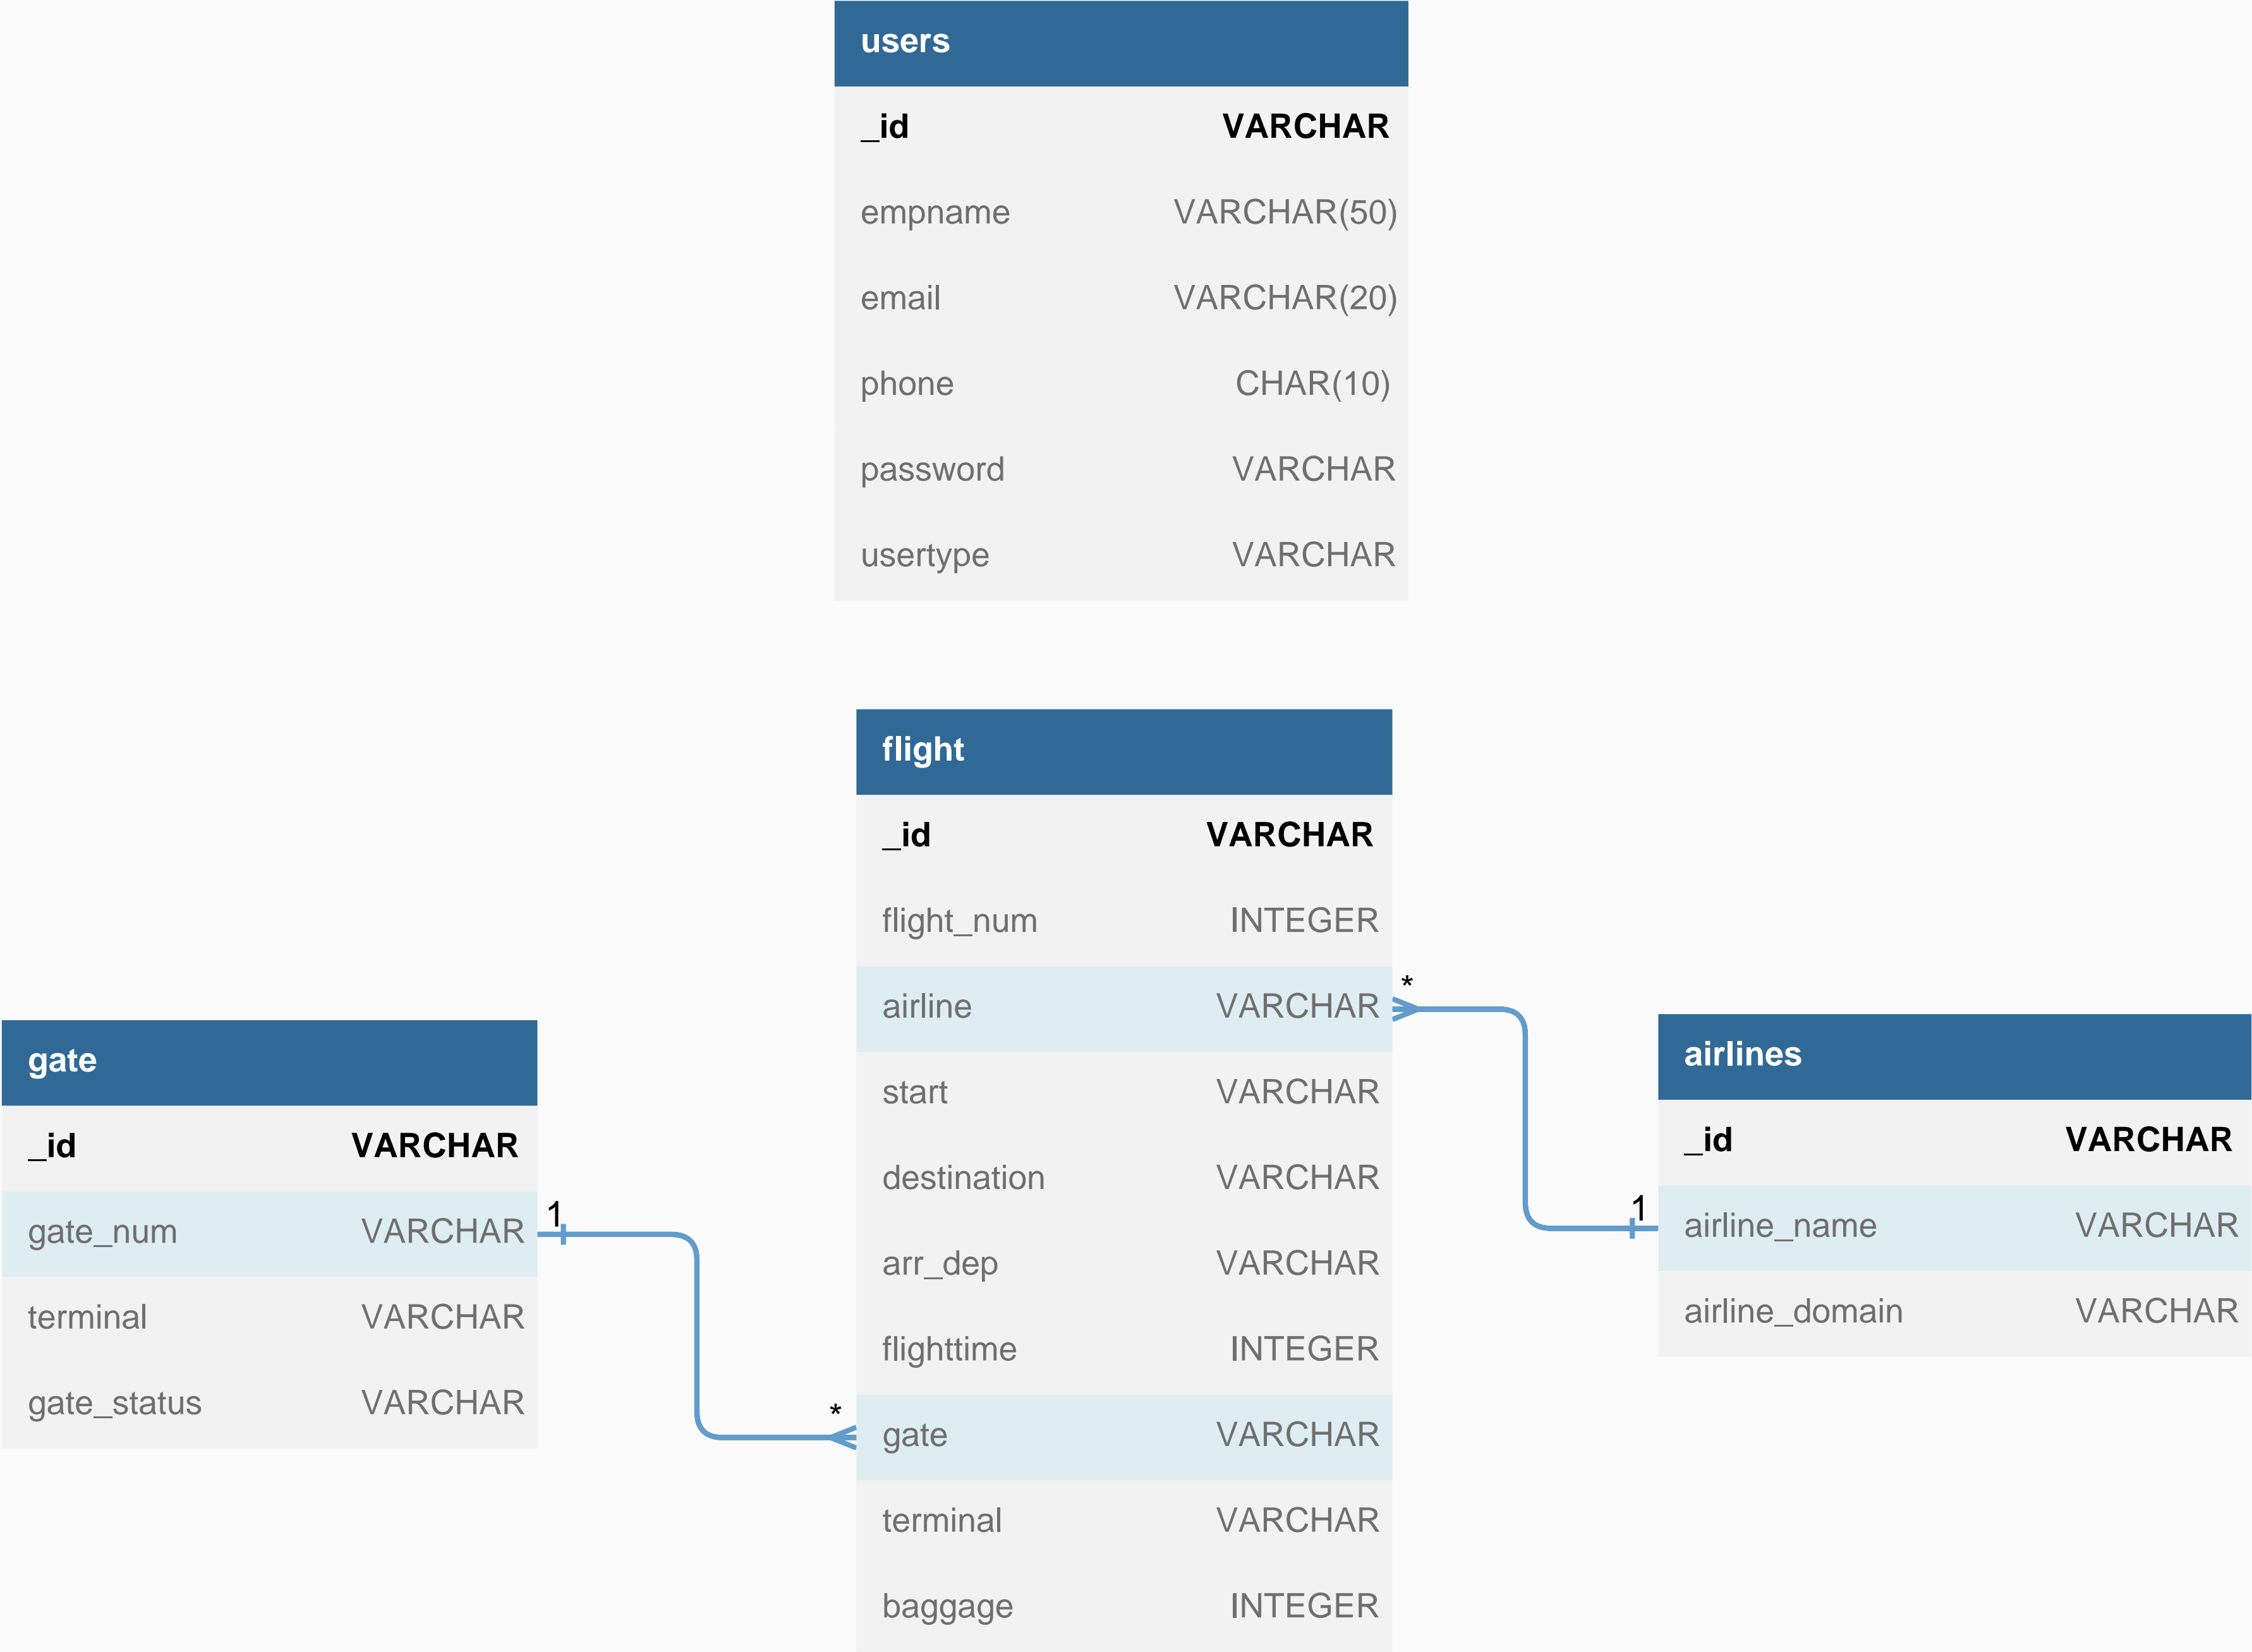 users
_id VARCHAR
empname VARCHAR(50)
email VARCHAR(20)
phone CHAR(10)
password VARCHAR
usertype VARCHAR
flight
_id VARCHAR
flight_num INTEGER
airline VARCHAR
start VARCHAR
destination VARCHAR
arr_dep VARCHAR
flighttime INTEGER
gate VARCHAR
terminal VARCHAR
baggage INTEGER
*
*
gate
_id VARCHAR
gate_num VARCHAR
terminal VARCHAR
gate_status VARCHAR
1
airlines
_id VARCHAR
airline_name VARCHAR
airline_domain VARCHAR
1